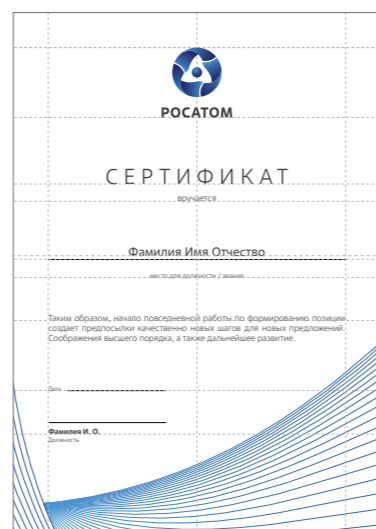 РОСАТОМ
СЕРТИФИКАТ
вручается
Фамилия Имя Отчество
место для должности / звания
Таким образом, начало повседневной работы по формированию позиции
создает предпосылки качественно новых шагов для новых предложений.
Соображения высшего порядка, а также дальнейшее развитие.
Дата
Фамилия И. О.
Должность